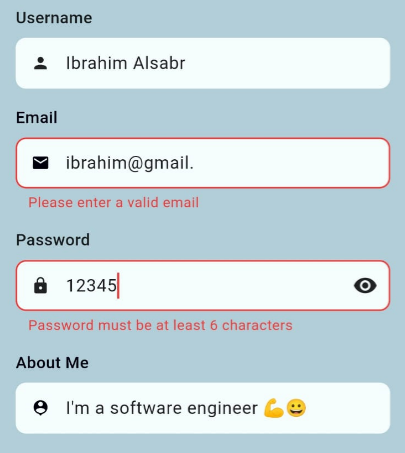 Username
Ibrahim Alsabr
Email
ibrahim@gmail.
Please enter a valid email
Password
12345
Password must be at least 6 characters
About Me
I'm a software engineer 💪😀